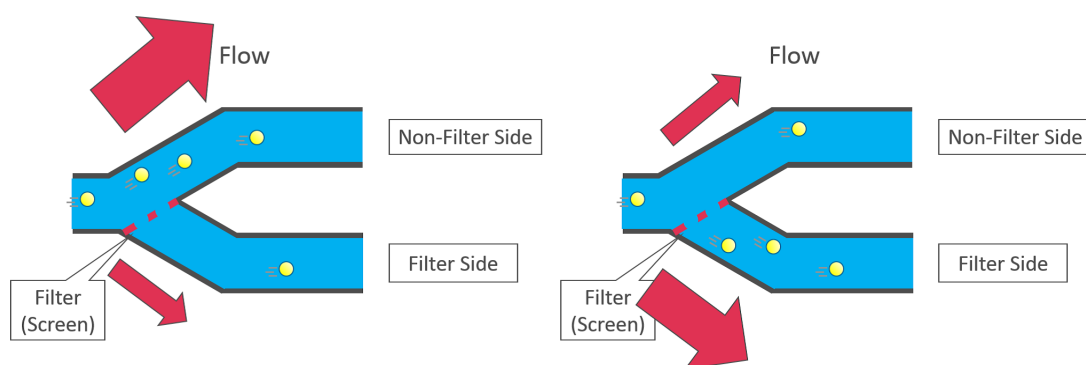 Flow
Non-Filter Side
Filter Side
Filter
(Screen)
Flow
Non-Filter Side
Filter Side
Filter
(Screen)